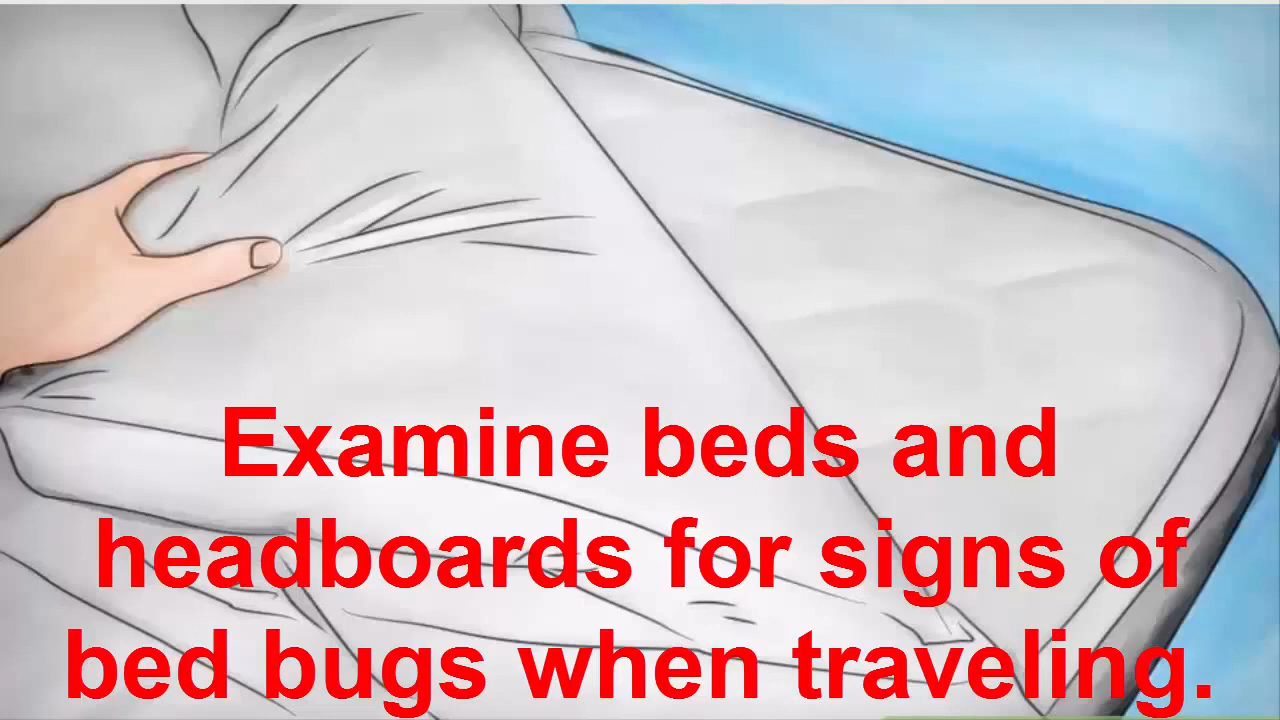 Examine beds and
headboards for signs of
bed bugs when traveling.